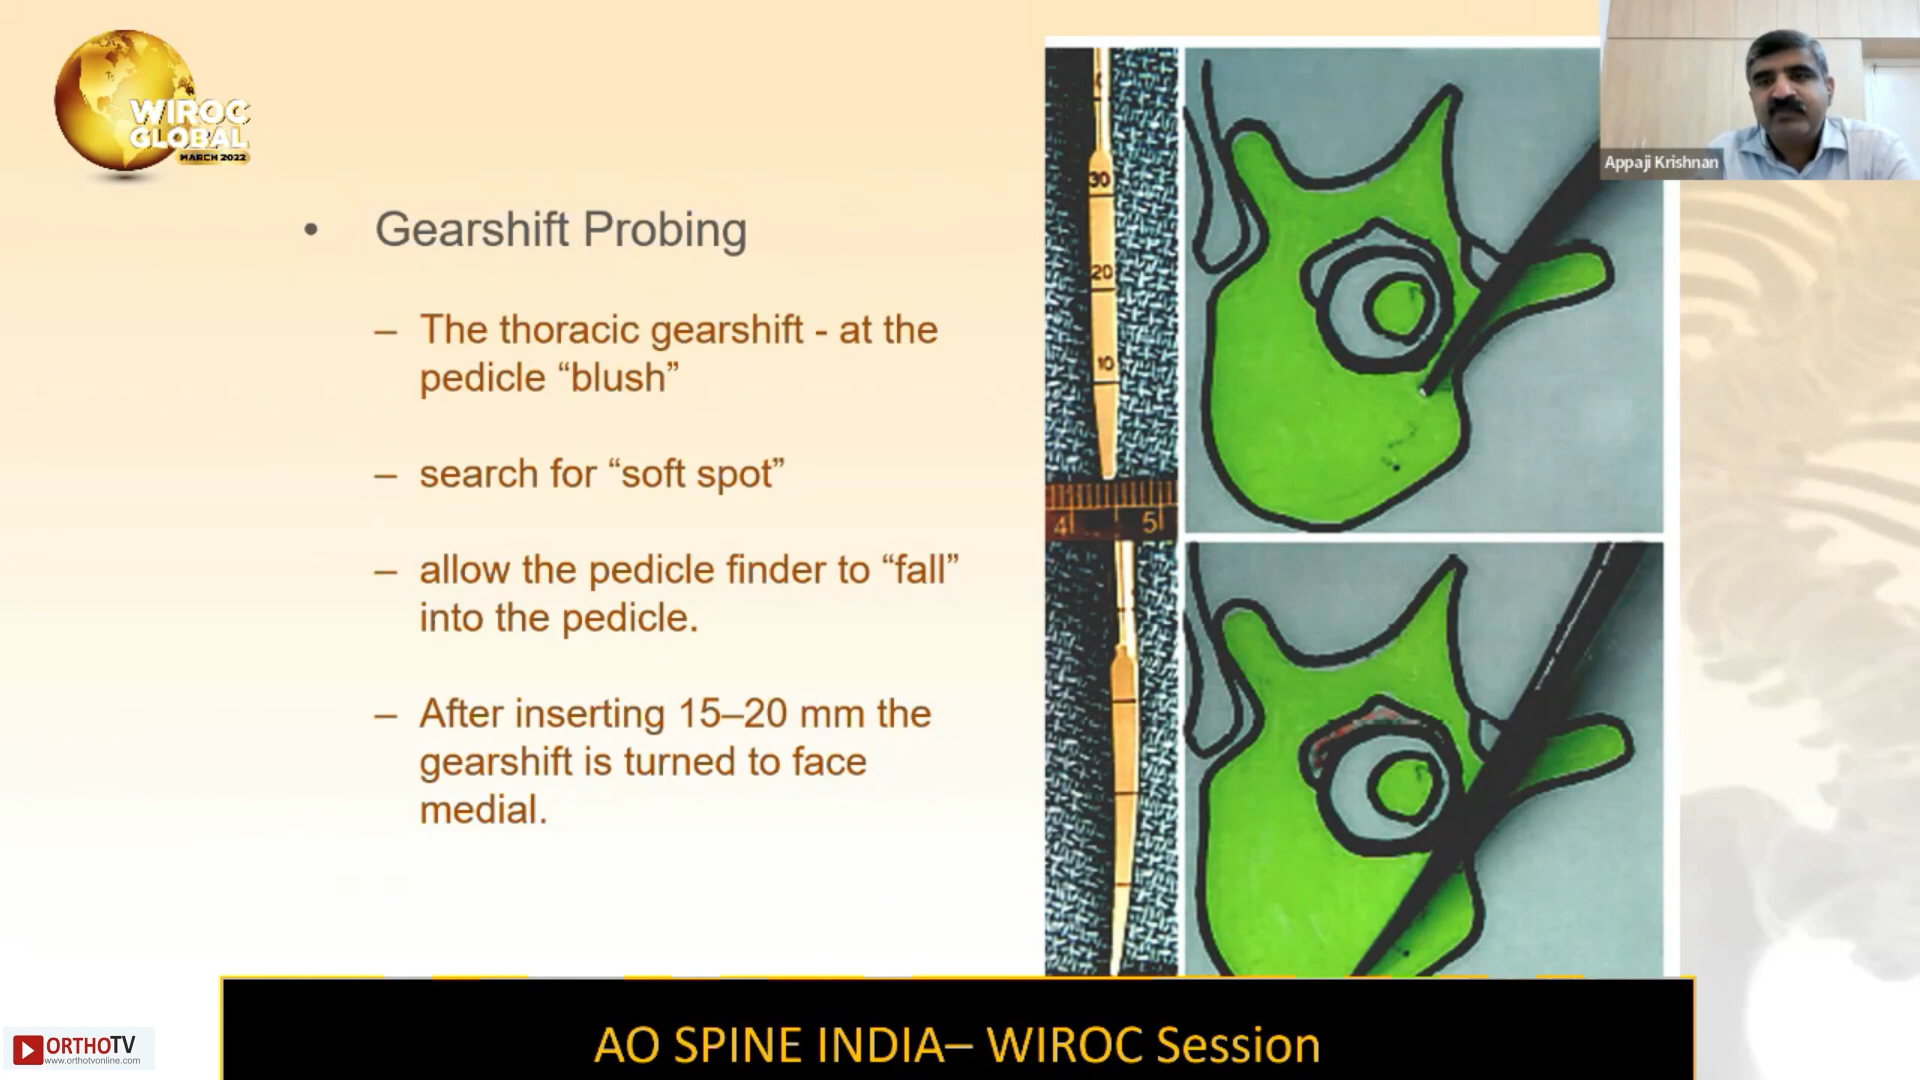 WIROC
GLOBAL
MARCH 2022
• Gearshift Probing
– The thoracic gearshift - at the
pedicle “blush”
– search for “soft spot”
– allow the pedicle finder to “fall”
into the pedicle.
– After inserting 15–20 mm the
gearshift is turned to face
medial.
30
20
10
4 5
Appaji Krishnan
AO SPINE INDIA– WIROC Session
ORTHOTV
www.orthotvonline.com